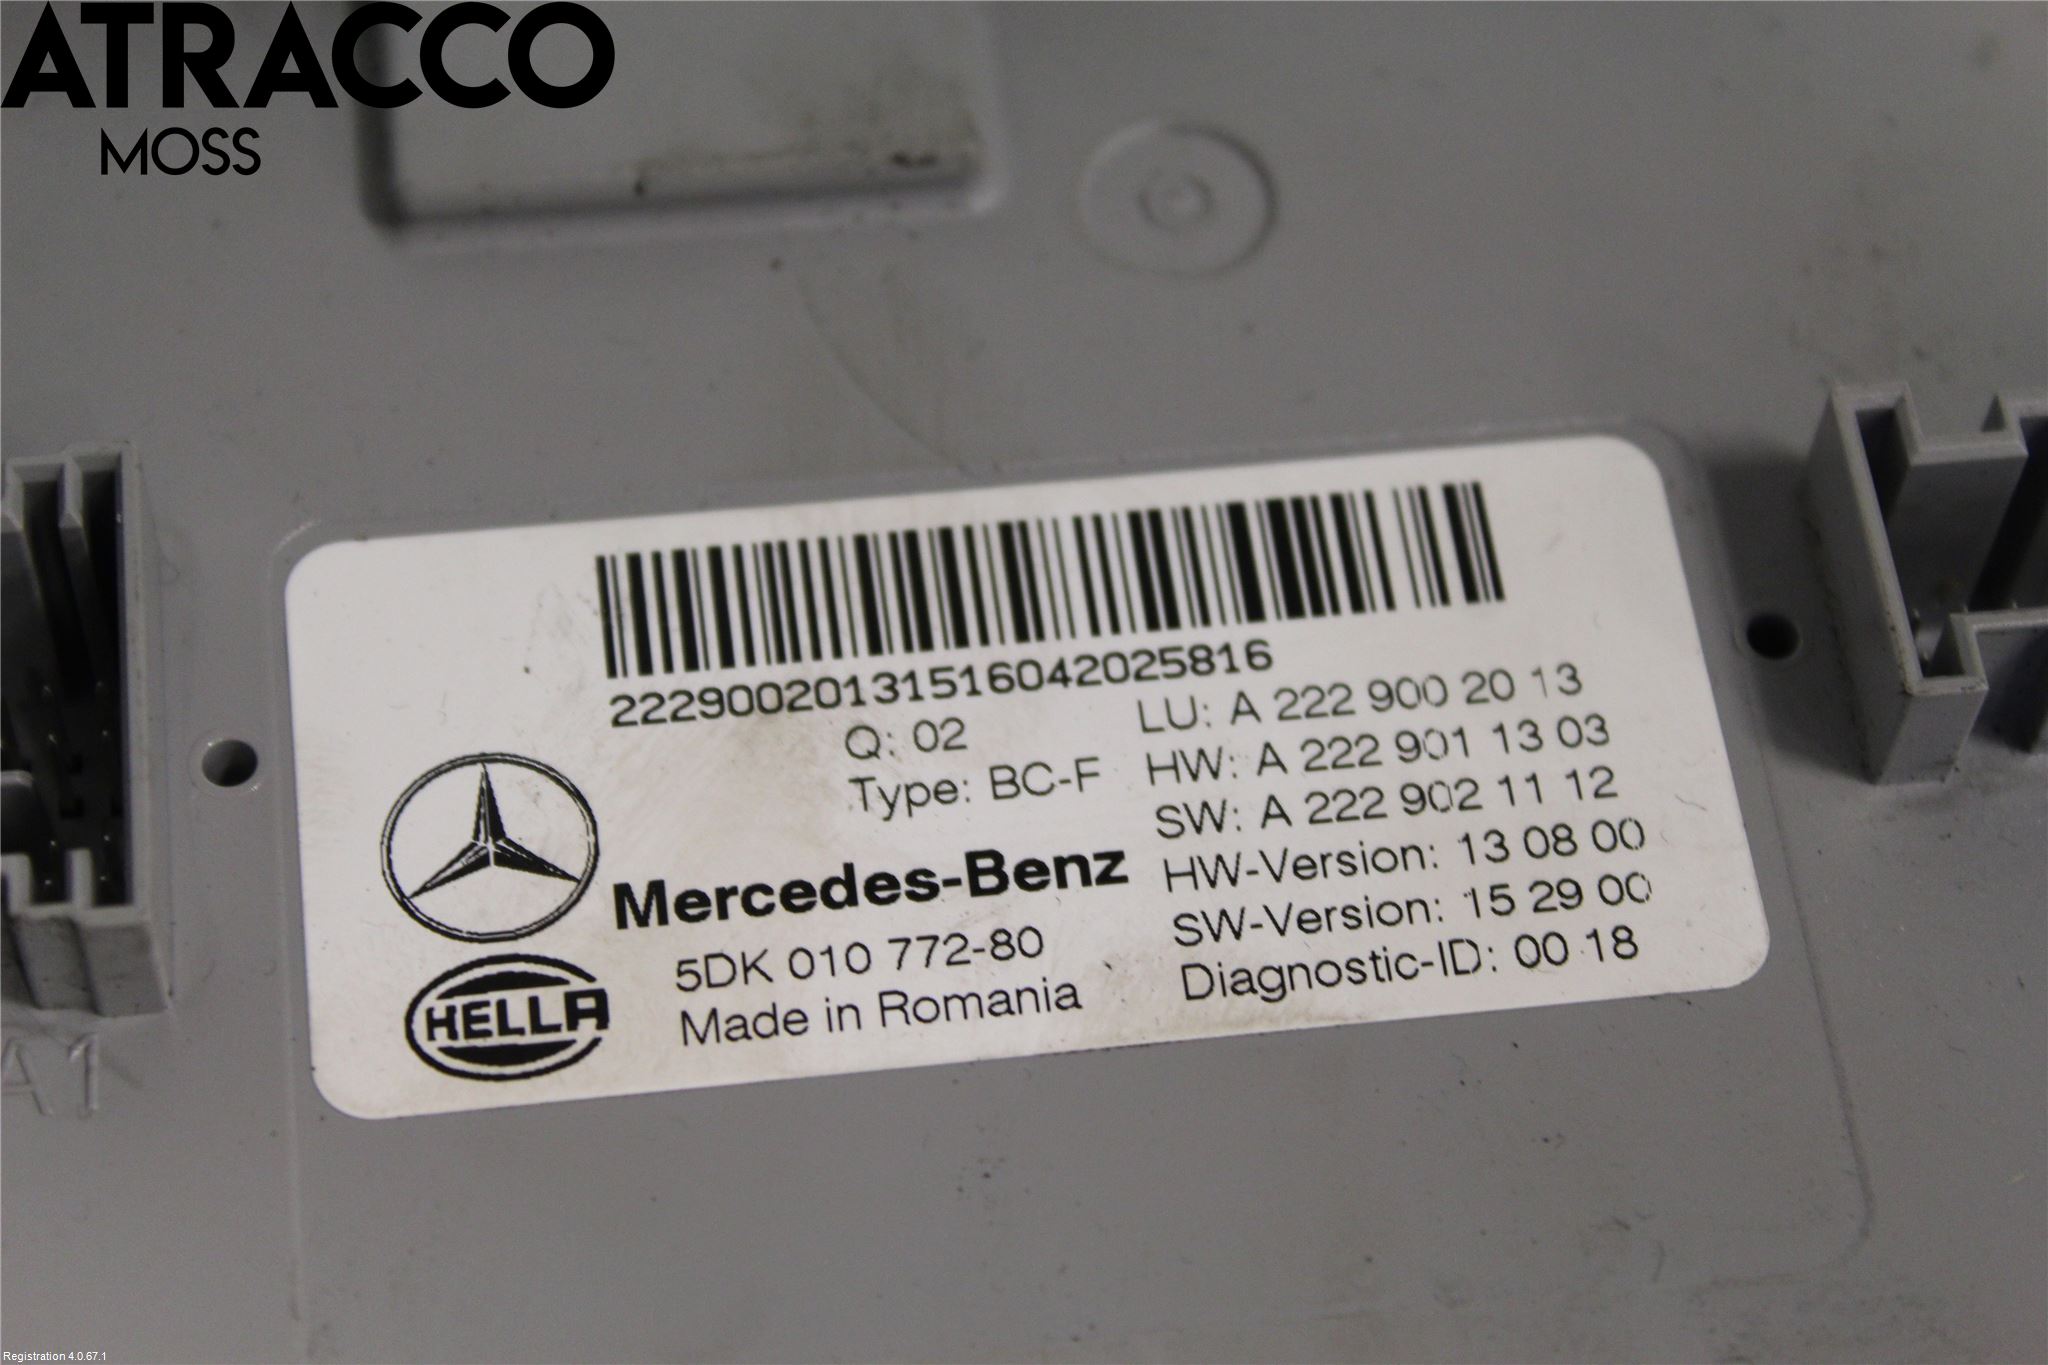 ATRACCO
MOSS
222900201315160420 25816
Q: 02
Type: BC-F
LU: A 222 900 20 13
HW: A 222 901 13 03
SW: A 222 902 11 12
HW-Version: 13 08 00
SW-Version: 15 29 00
Diagnostic-ID: 00 18
Mercedes-Benz
5DK 010 772-80
Made in Romania
HELLA
A1
Registration 4.0.67.1